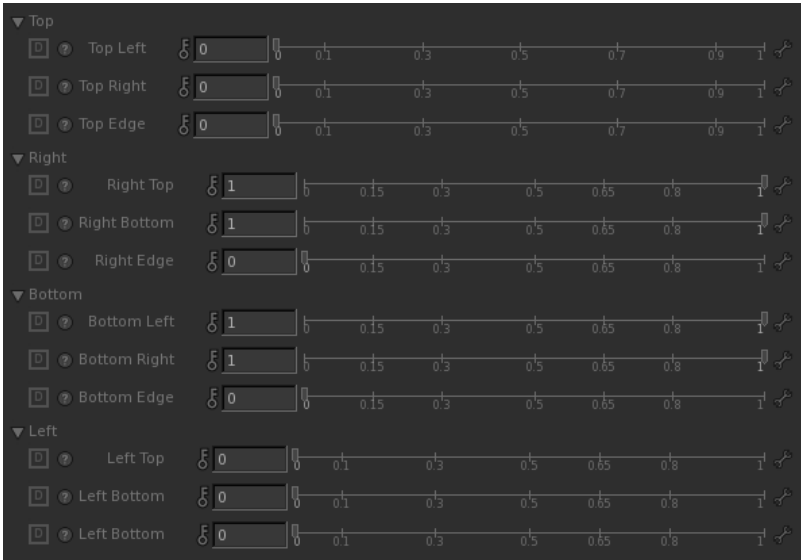 Top
D ? Top Left 0 0 0.1 0.3 0.5 0.7 0.9 1
D ? Top Right 0 0 0.1 0.3 0.5 0.7 0.9 1
D ? Top Edge 0 0 0.1 0.3 0.5 0.7 0.9 1
Right
D ? Right Top 1 0 0.15 0.3 0.5 0.65 0.8 1
D ? Right Bottom 1 0 0.15 0.3 0.5 0.65 0.8 1
D ? Right Edge 0 0 0.15 0.3 0.5 0.65 0.8 1
Bottom
D ? Bottom Left 1 0 0.15 0.3 0.5 0.65 0.8 1
D ? Bottom Right 1 0 0.15 0.3 0.5 0.65 0.8 1
D ? Bottom Edge 0 0 0.15 0.3 0.5 0.65 0.8 1
Left
D ? Left Top 0 0 0.1 0.3 0.5 0.65 0.8 1
D ? Left Bottom 0 0 0.1 0.3 0.5 0.65 0.8 1
D ? Left Bottom 0 0 0.1 0.3 0.5 0.65 0.8 1